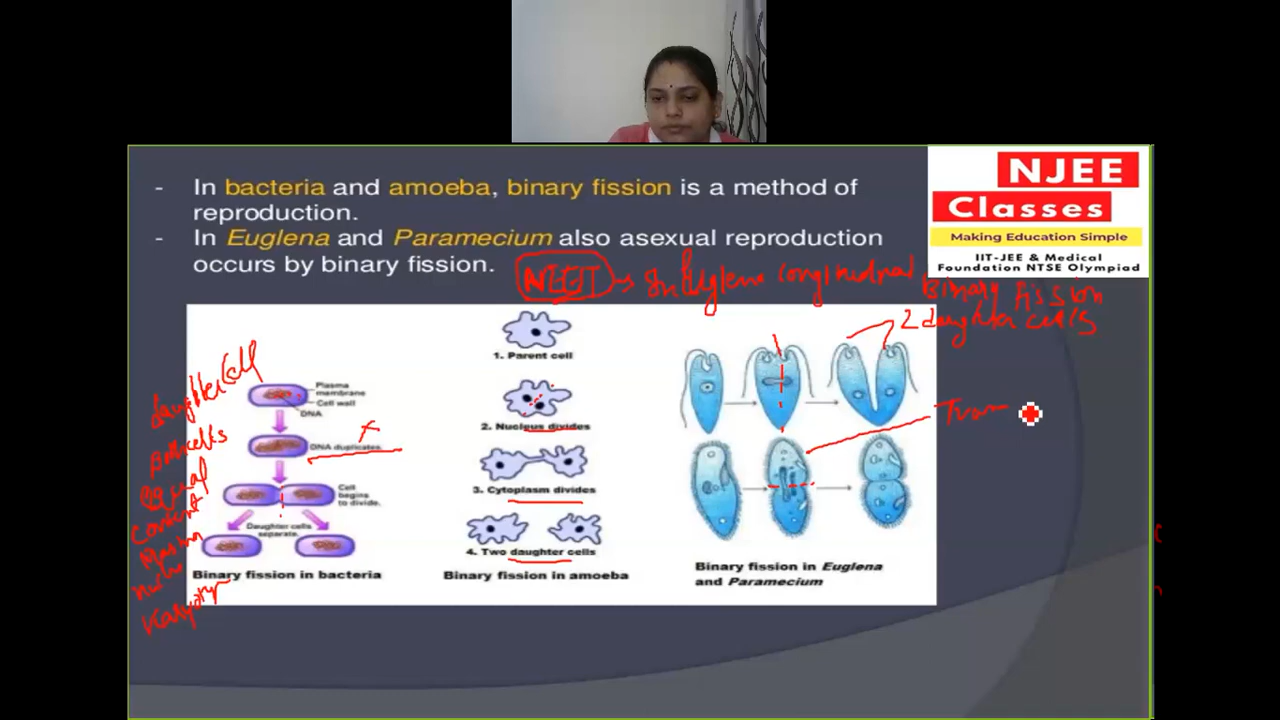 - In bacteria and amoeba, binary fission is a method of
reproduction.
- In Euglena and Paramecium also asexual reproduction
occurs by binary fission.
NJEE
Classes
Making Education Simple
IIT-JEE & Medical
Foundation NTSE Olympiad
NEET → In Euglena longitudinal
Binary Fission
2 daughter cells
daughter Cell
Both cells
Equal
Content
Plasma
membrane
Cell wall
DNA
DNA duplicates
Cell
begins
to divide.
Daughter cells
separate.
Binary fission in bacteria
1. Parent cell
2. Nucleus divides
3. Cytoplasm divides
4. Two daughter cells
Binary fission in amoeba
Tran
Binary fission in Euglena
and Paramecium